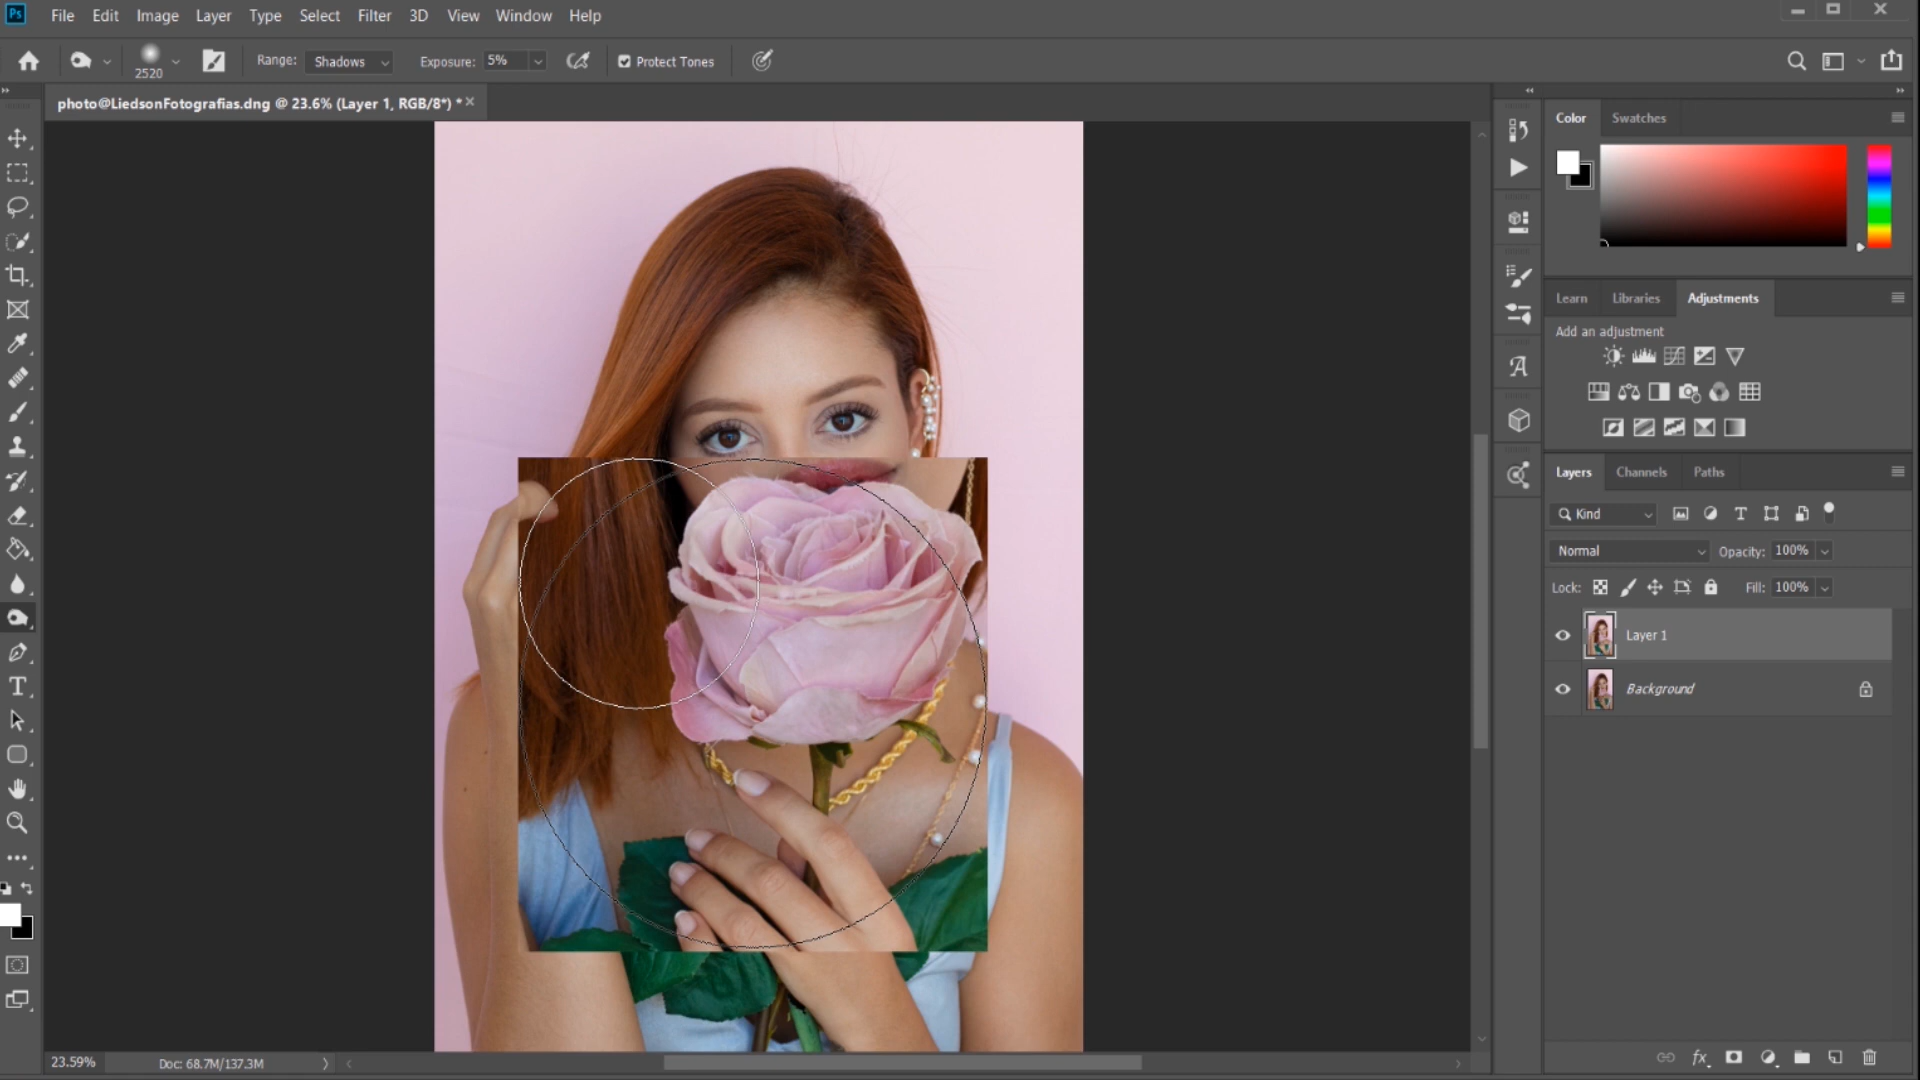 Ps
File Edit Image Layer Type Select Filter 3D View Window Help
2520 Range: Shadows Exposure: 5% Protect Tones
photo@LiedsonFotografias.dng @ 23.6% (Layer 1, RGB/8*) *
Color Swatches
Learn Libraries Adjustments
Add an adjustment
Layers Channels Paths
Kind
Normal Opacity: 100%
Lock: Fill: 100%
Layer 1
Background
fx
23.59% Doc: 68.7M/137.3M